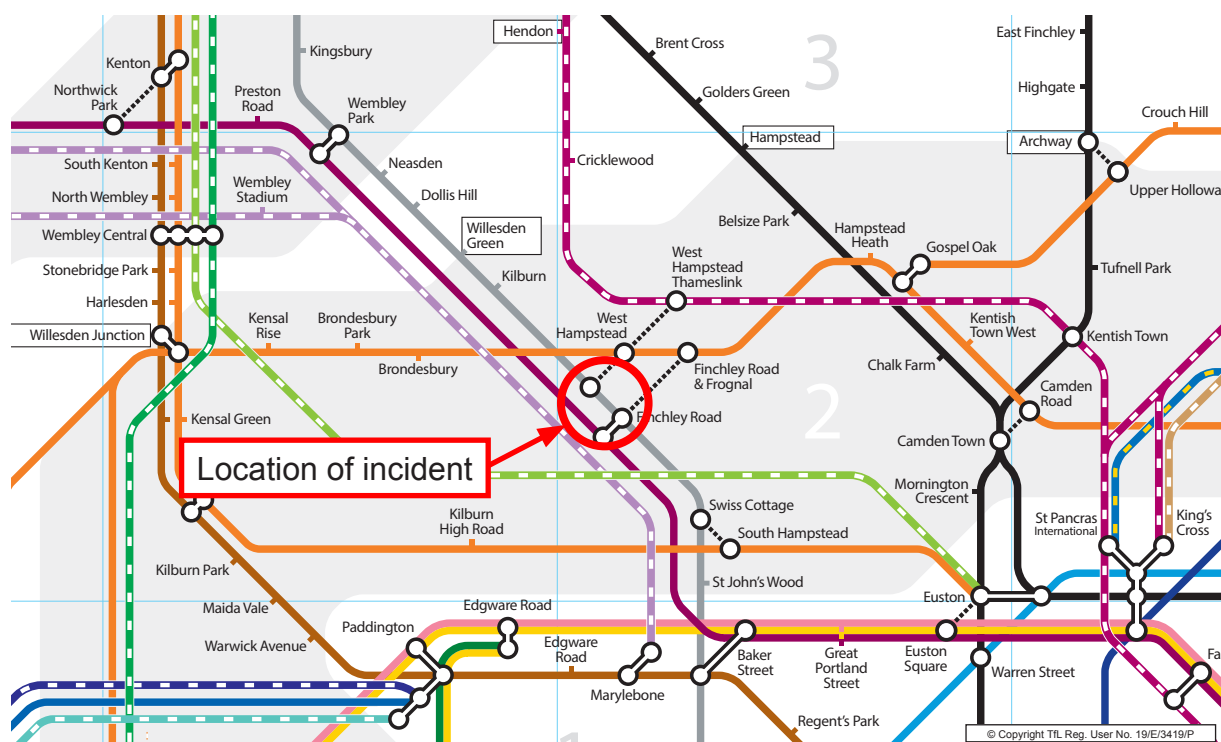 Hendon
Kingsbury
Brent Cross
3
East Finchley
Kenton
Northwick
Park
Preston
Road
Wembley
Park
Golders Green
Highgate
Crouch Hill
Hampstead
Archway
South Kenton
Neasden
Cricklewood
North Wembley
Wembley
Stadium
Dollis Hill
Upper Hollowa
Belsize Park
Wembley Central
Willesden
Green
Hampstead
Heath
Gospel Oak
West
Hampstead
Thameslink
Stonebridge Park
Kilburn
Tufnell Park
Harlesden
Kensal
Rise
Brondesbury
Park
West
Hampstead
Kentish
Town West
Willesden Junction
Kentish Town
Brondesbury
Finchley Road
& Frognal
Chalk Farm
Camden
Road
Kensal Green
Finchley Road
2
Camden Town
Location of incident
Mornington
Crescent
Swiss Cottage
Kilburn
High Road
South Hampstead
St Pancras
International
King's
Cross
Kilburn Park
St John's Wood
Maida Vale
Euston
Edgware Road
Paddington
Warwick Avenue
Edgware
Road
Baker
Street
Great
Portland
Street
Euston
Square
Warren Street
Fa
Marylebone
Regent's Park
1
© Copyright TfL Reg. User No. 19/E/3419/P